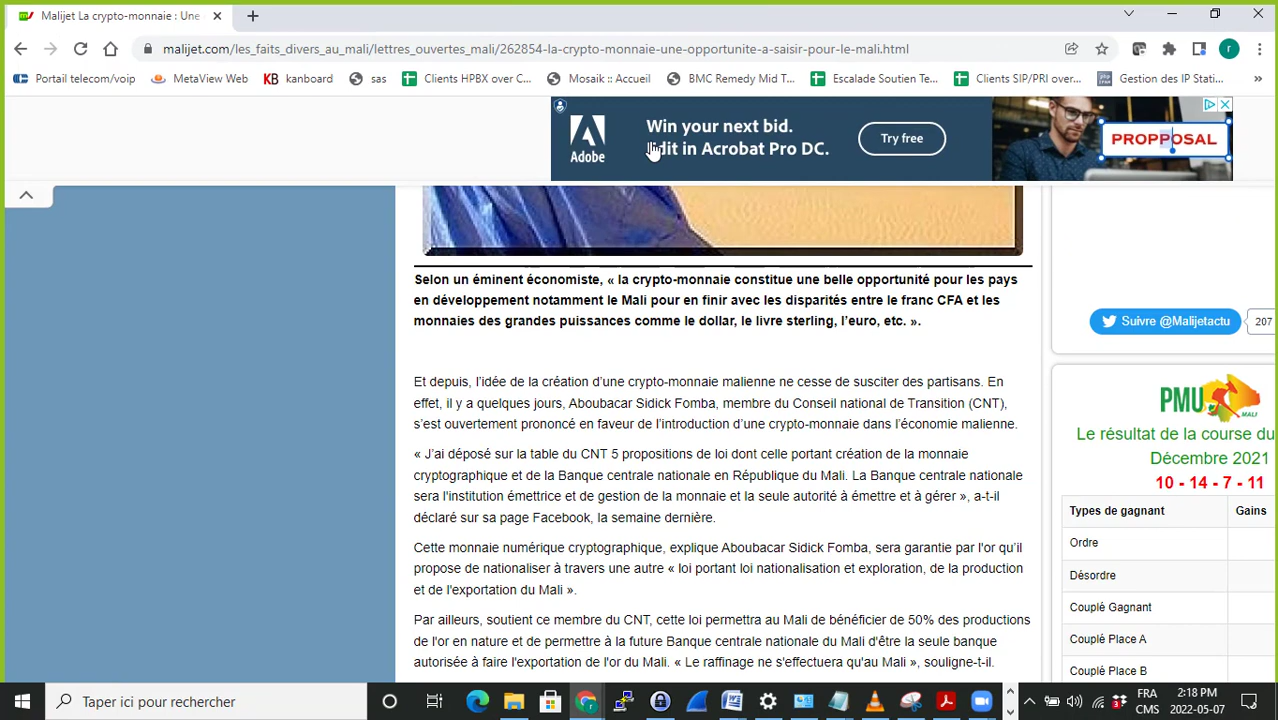 Malijet La crypto-monnaie : Une
malijet.com/les_faits_divers_au_mali/lettres_ouvertes_mali/262854-la-crypto-monnaie-une-opportunite-a-saisir-pour-le-mali.html
r
Portail telecom/voip
MetaView Web
KB kanboard
sas
Clients HPBX over C...
Mosaik :: Accueil
BMC Remedy Mid T...
Escalade Soutien Te...
Clients SIP/PRI over...
Gestion des IP Stati...
»
Adobe
Win your next bid.
Edit in Acrobat Pro DC.
Try free
PROPPOSAL
Selon un éminent économiste, « la crypto-monnaie constitue une belle opportunité pour les pays
en développement notamment le Mali pour en finir avec les disparités entre le franc CFA et les
monnaies des grandes puissances comme le dollar, le livre sterling, l'euro, etc. ».
Et depuis, l'idée de la création d'une crypto-monnaie malienne ne cesse de susciter des partisans. En
effet, il y a quelques jours, Aboubacar Sidick Fomba, membre du Conseil national de Transition (CNT),
s'est ouvertement prononcé en faveur de l'introduction d'une crypto-monnaie dans l'économie malienne.
« J'ai déposé sur la table du CNT 5 propositions de loi dont celle portant création de la monnaie
cryptographique et de la Banque centrale nationale en République du Mali. La Banque centrale nationale
sera l'institution émettrice et de gestion de la monnaie et la seule autorité à émettre et à gérer », a-t-il
déclaré sur sa page Facebook, la semaine dernière.
Cette monnaie numérique cryptographique, explique Aboubacar Sidick Fomba, sera garantie par l'or qu'il
propose de nationaliser à travers une autre « loi portant loi nationalisation et exploration, de la production
et de l'exportation du Mali ».
Par ailleurs, soutient ce membre du CNT, cette loi permettra au Mali de bénéficier de 50% des productions
de l'or en nature et de permettre à la future Banque centrale nationale du Mali d'être la seule banque
autorisée à faire l'exportation de l'or du Mali. « Le raffinage ne s'effectuera qu'au Mali », souligne-t-il.
Suivre @Malijetactu
207
PMU MALI
Le résultat de la course du
Décembre 2021
10 - 14 - 7 - 11
Types de gagnant
Gains
Ordre
Désordre
Couplé Gagnant
Couplé Place A
Couplé Place B
Taper ici pour rechercher
FRA
CMS
2:18 PM
2022-05-07